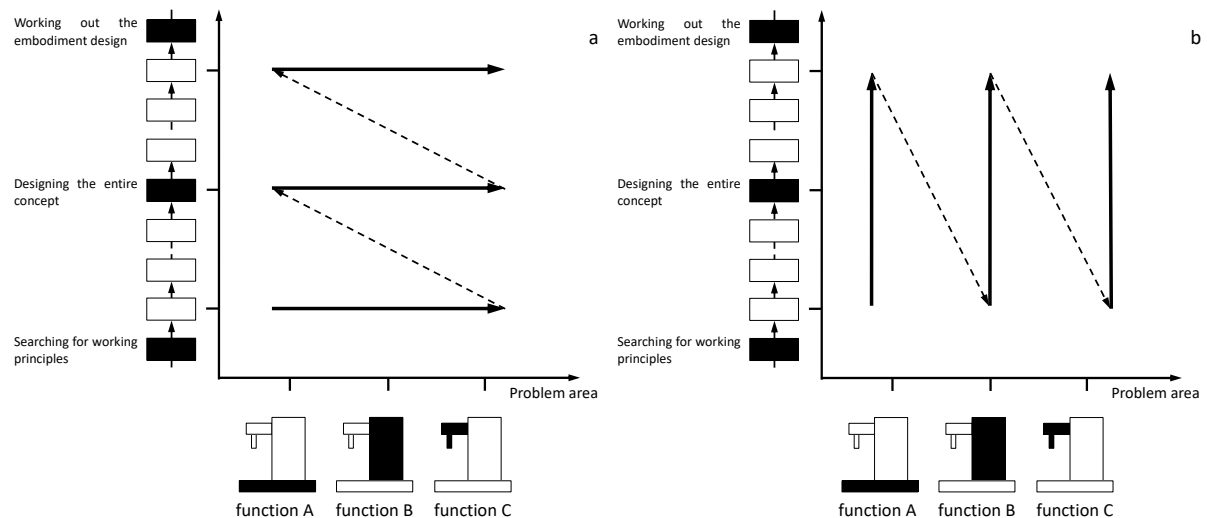 Working out the
embodiment design
a
Designing the entire
concept
Searching for working
principles
Problem area
function A
function B
function C
Working out the
embodiment design
b
Designing the entire
concept
Searching for working
principles
Problem area
function A
function B
function C